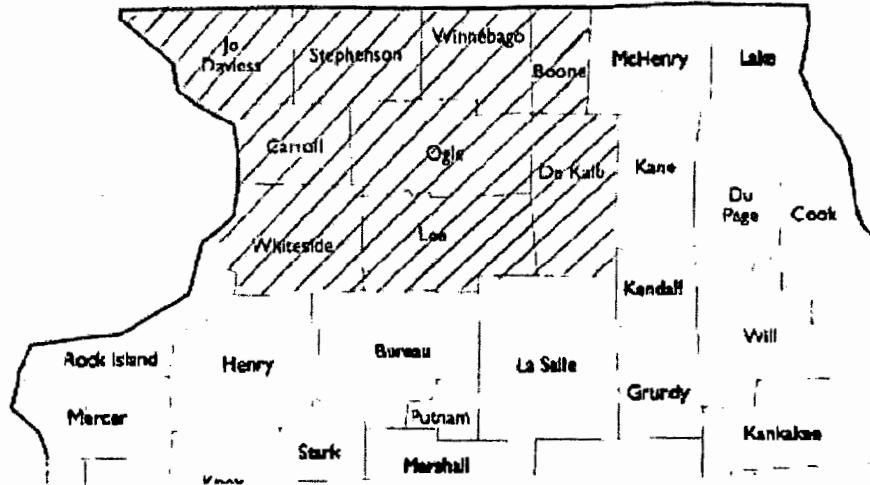 Jo
Daviess
Stephenson
Winnebago
Boone
McHenry
Lake
Carroll
Ogle
De Kalb
Kane
Du
Page
Cook
Whiteside
Lee
Kendall
Rock Island
Henry
Bureau
La Salle
Will
Mercer
Putnam
Grundy
Kankakee
Stark
Marshall
Knox